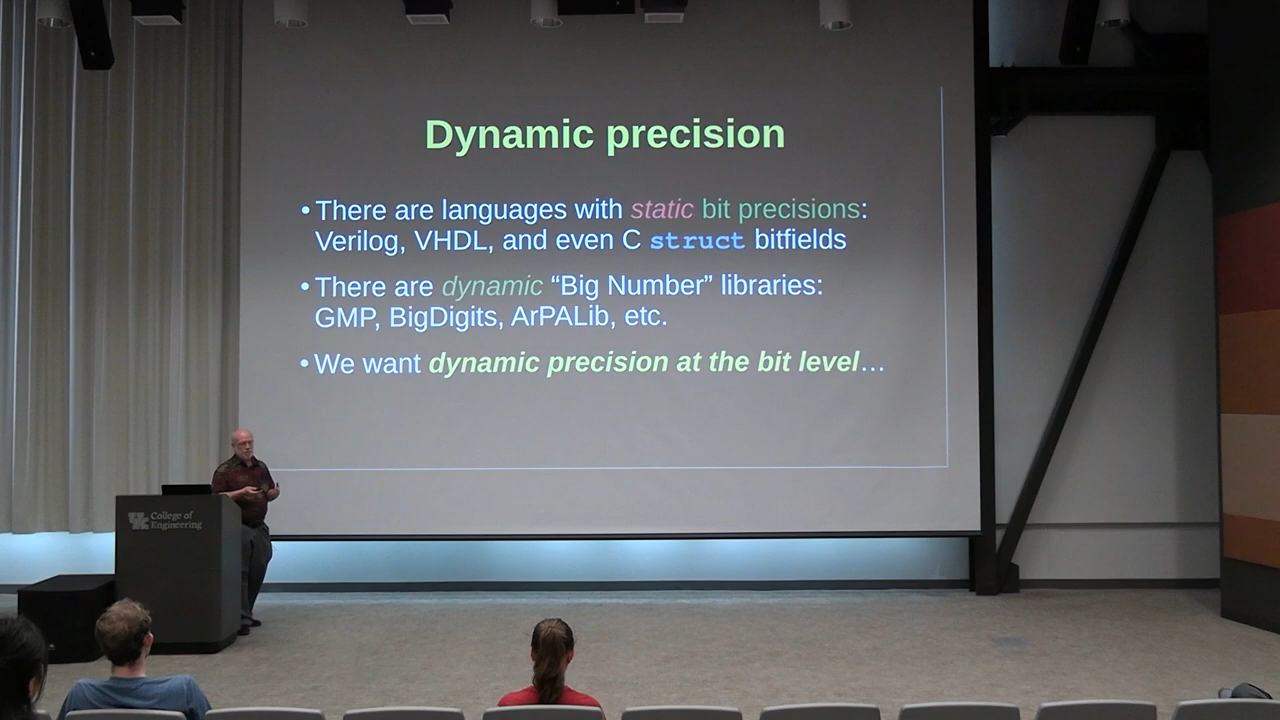 Dynamic precision
• There are languages with static bit precisions:
Verilog, VHDL, and even C struct bitfields
• There are dynamic “Big Number” libraries:
GMP, BigDigits, ArPALib, etc.
• We want dynamic precision at the bit level…
UK College of
Engineering